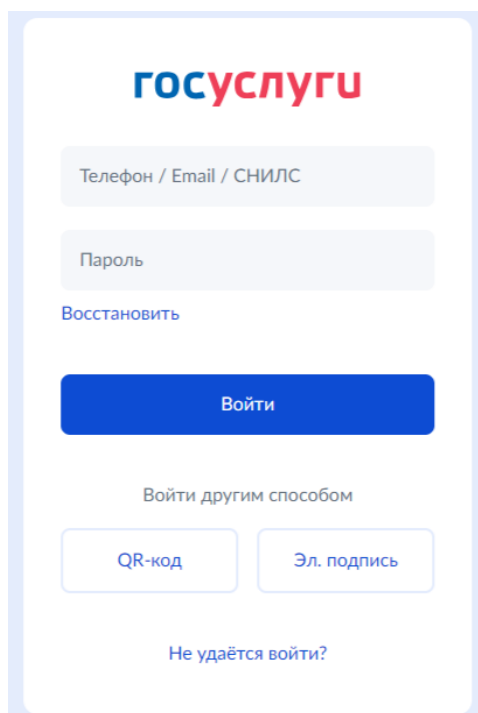 госуслуги
Телефон / Email / СНИЛС
Пароль
Восстановить
Войти
Войти другим способом
QR-код
Эл. подпись
Не удаётся войти?